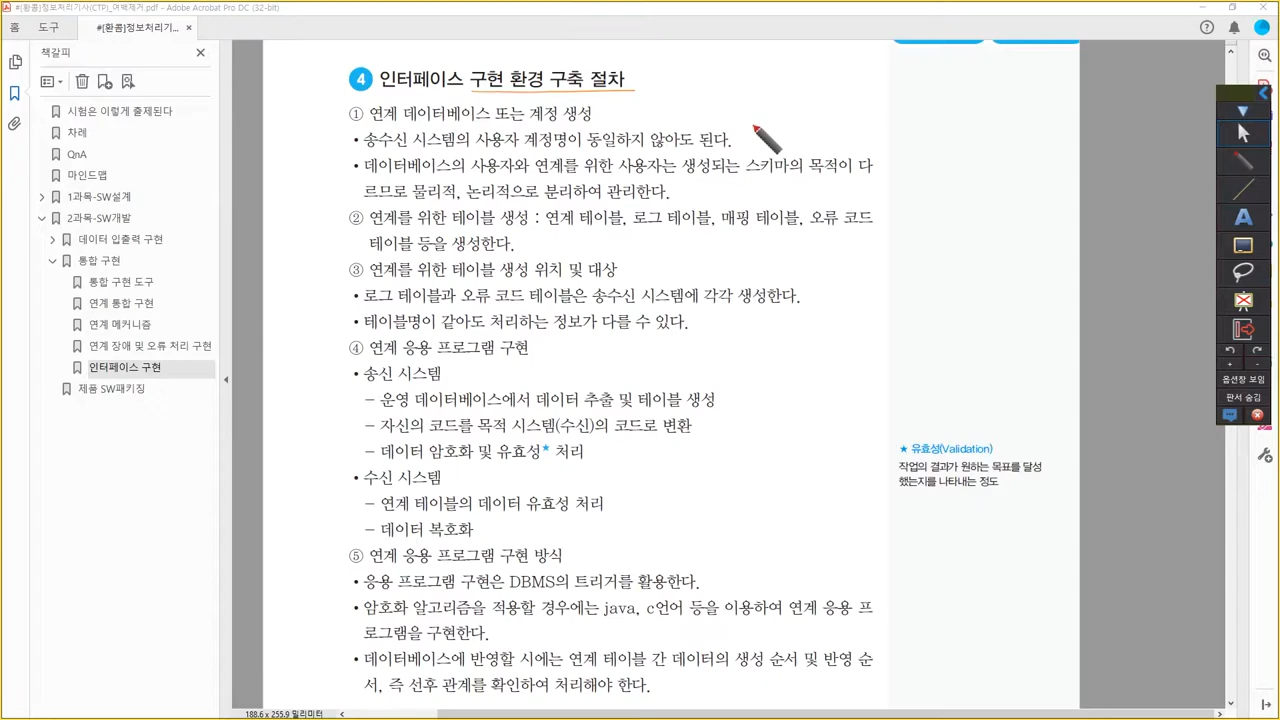 #[환콤]정보처리기사(CTP)_여백제거.pdf - Adobe Acrobat Pro DC (32-bit)
홈 도구 #[환콤]정보처리기... ×
책갈피
시험은 이렇게 출제된다
차례
QnA
마인드맵
1과목-SW설계
2과목-SW개발
데이터 입출력 구현
통합 구현
통합 구현 도구
연계 통합 구현
연계 메커니즘
연계 장애 및 오류 처리 구현
인터페이스 구현
제품 SW패키징
4 인터페이스 구현 환경 구축 절차
① 연계 데이터베이스 또는 계정 생성
• 송수신 시스템의 사용자 계정명이 동일하지 않아도 된다.
• 데이터베이스의 사용자와 연계를 위한 사용자는 생성되는 스키마의 목적이 다
르므로 물리적, 논리적으로 분리하여 관리한다.
② 연계를 위한 테이블 생성 : 연계 테이블, 로그 테이블, 매핑 테이블, 오류 코드
테이블 등을 생성한다.
③ 연계를 위한 테이블 생성 위치 및 대상
• 로그 테이블과 오류 코드 테이블은 송수신 시스템에 각각 생성한다.
• 테이블명이 같아도 처리하는 정보가 다를 수 있다.
④ 연계 응용 프로그램 구현
• 송신 시스템
– 운영 데이터베이스에서 데이터 추출 및 테이블 생성
– 자신의 코드를 목적 시스템(수신)의 코드로 변환
– 데이터 암호화 및 유효성★ 처리
• 수신 시스템
– 연계 테이블의 데이터 유효성 처리
– 데이터 복호화
⑤ 연계 응용 프로그램 구현 방식
• 응용 프로그램 구현은 DBMS의 트리거를 활용한다.
• 암호화 알고리즘을 적용할 경우에는 java, c언어 등을 이용하여 연계 응용 프
로그램을 구현한다.
• 데이터베이스에 반영할 시에는 연계 테이블 간 데이터의 생성 순서 및 반영 순
서, 즉 선후 관계를 확인하여 처리해야 한다.
★ 유효성(Validation)
작업의 결과가 원하는 목표를 달성
했는지를 나타내는 정도
A
옵션창 보임
판서 숨김
188.6 x 255.9 밀리미터